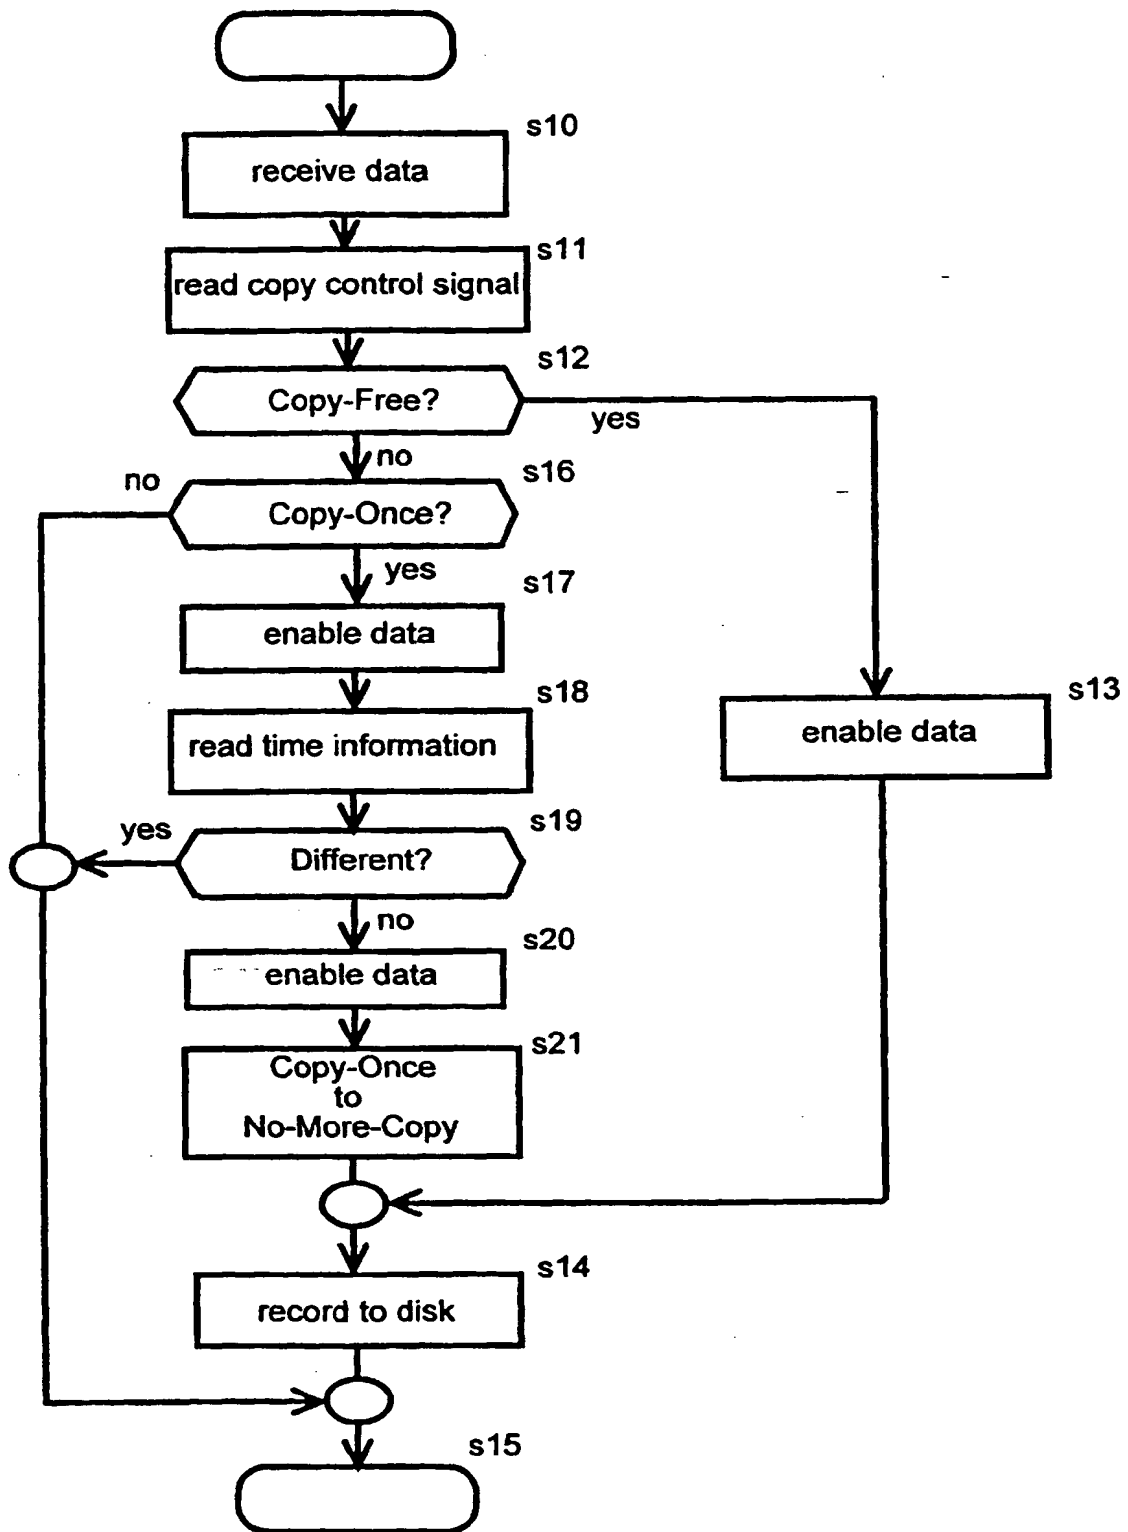 s10
receive data
s11
read copy control signal
s12
Copy-Free?
yes
no
s16
no
Copy-Once?
yes
s17
enable data
s18
read time information
s13
enable data
s19
yes
Different?
no
s20
enable data
s21
Copy-Once
to
No-More-Copy
s14
record to disk
s15